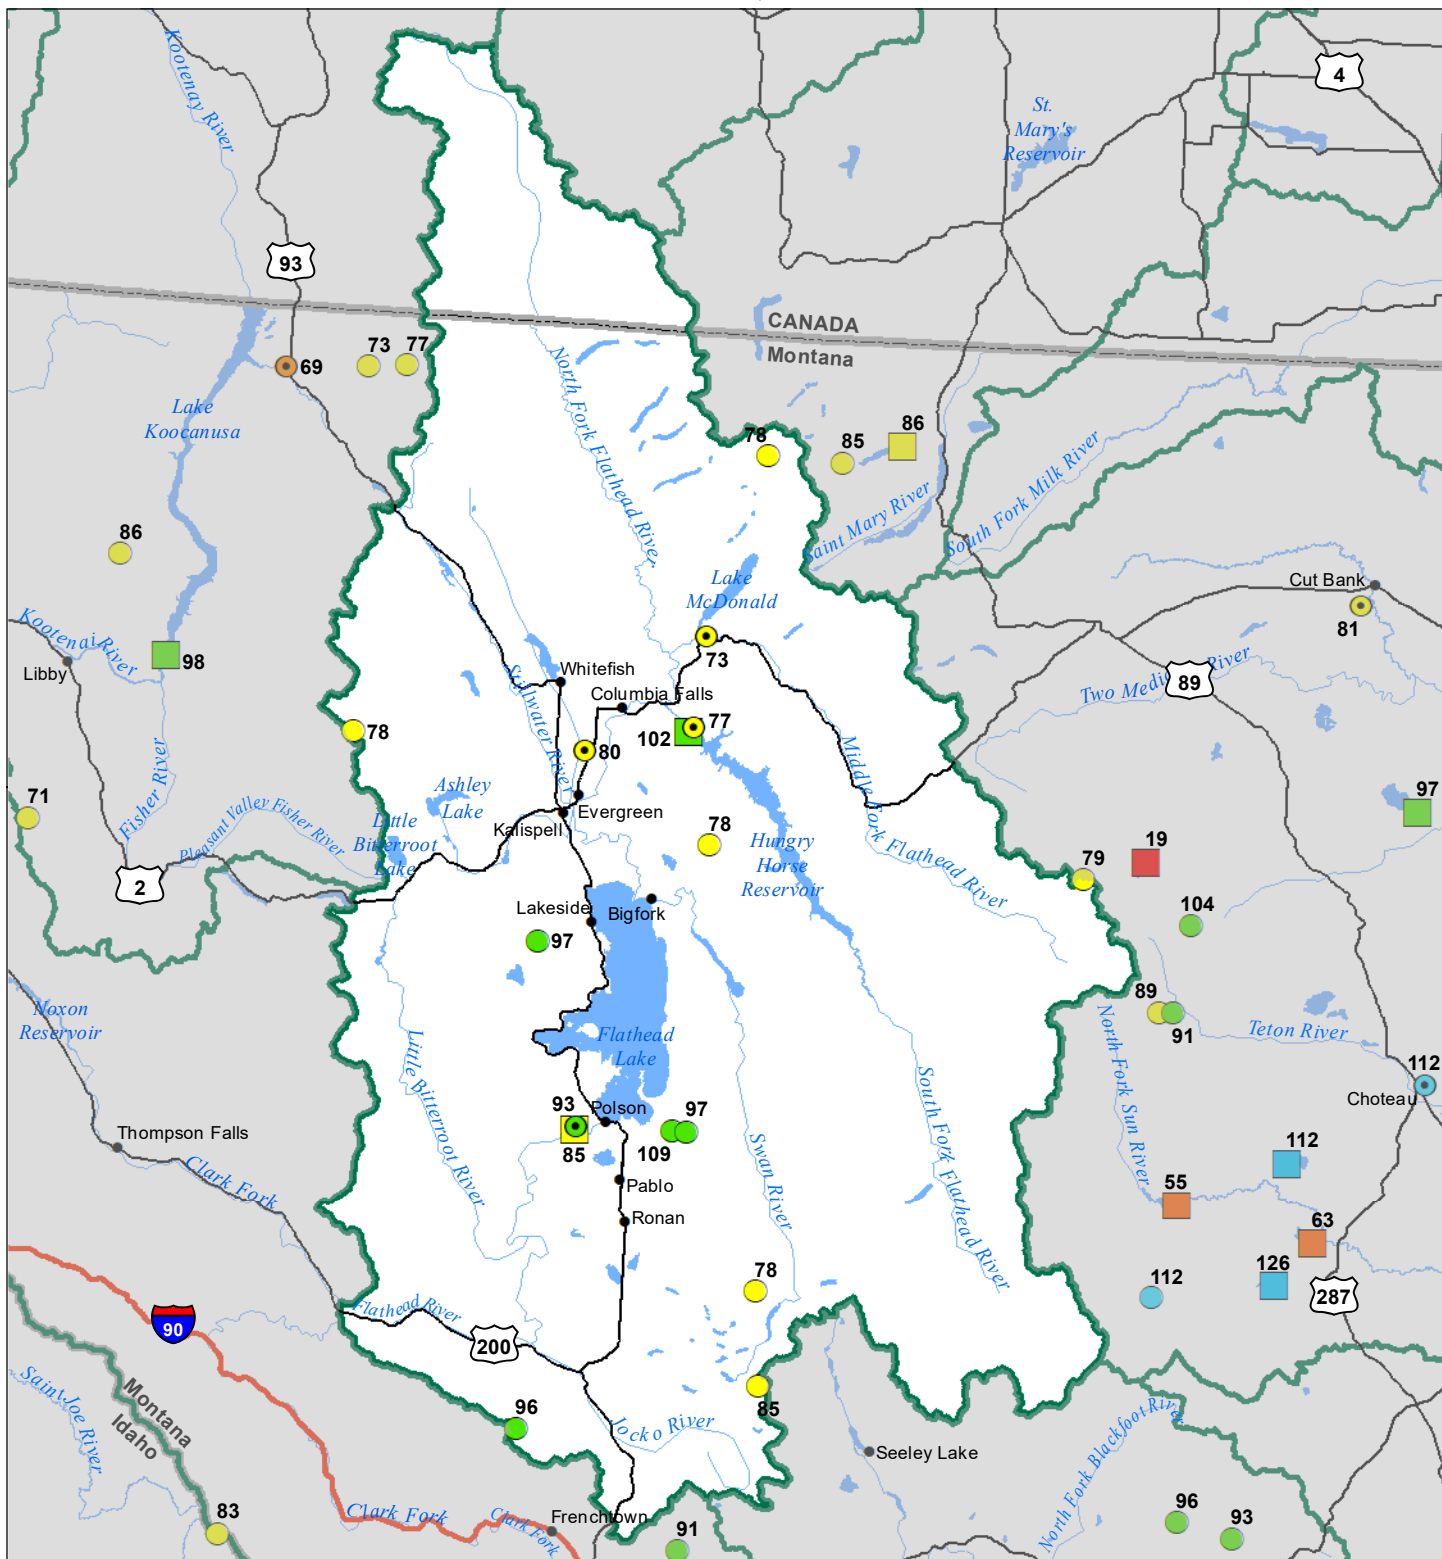 Kootenay River
St.
Mary's
Reservoir
4
93
CANADA
Montana
69
73
77
North Fork Flathead River
Lake
Koocanusa
78
85
86
Saint Mary River
South Fork Milk River
86
Lake
McDonald
Cut Bank
81
Kootenai River
98
Libby
73
Two Medic River
89
Whitefish
Columbia Falls
Stillwater River
77
102
80
78
Middle Fork Flathead River
Fisher River
Ashley
Lake
71
97
Evergreen
Kalispell
Little
Bitterroot
Lake
Pleasant Valley Fisher River
78
Hungry
Horse
Reservoir
19
79
2
Lakeside
Bigfork
104
97
Noxon
Reservoir
89
91
North Fork Sun River
Teton River
Flathead
Lake
Little Bitterroot River
South Fork Flathead River
112
Choteau
93
Polson
97
85
109
Thompson Falls
Swan River
112
Clark Fork
Pablo
55
Ronan
63
78
126
112
287
Flathead River
90
200
Montana
Idaho
Saint Joe River
85
96
Jocko River
Seeley Lake
North Fork Blackfoot River
83
Clark Fork
Clark Fork
Frenchtown
91
96
93